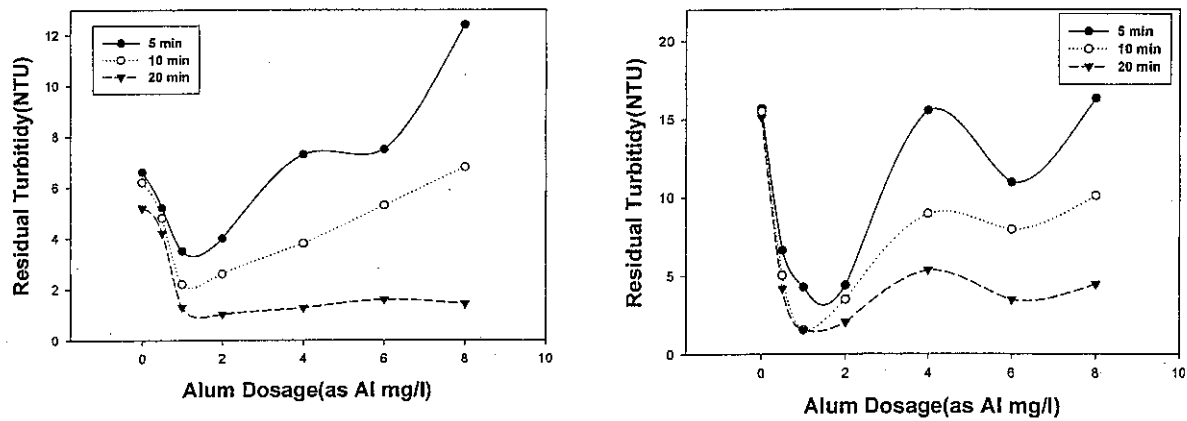 12
10
8
6
4
2
0
5 min
10 min
20 min
Residual Turbitidy(NTU)
0 2 4 6 8 10
Alum Dosage(as Al mg/l)
20
15
10
5
0
5 min
10 min
20 min
Residual Turbitidy(NTU)
0 2 4 6 8 10
Alum Dosage(as Al mg/l)